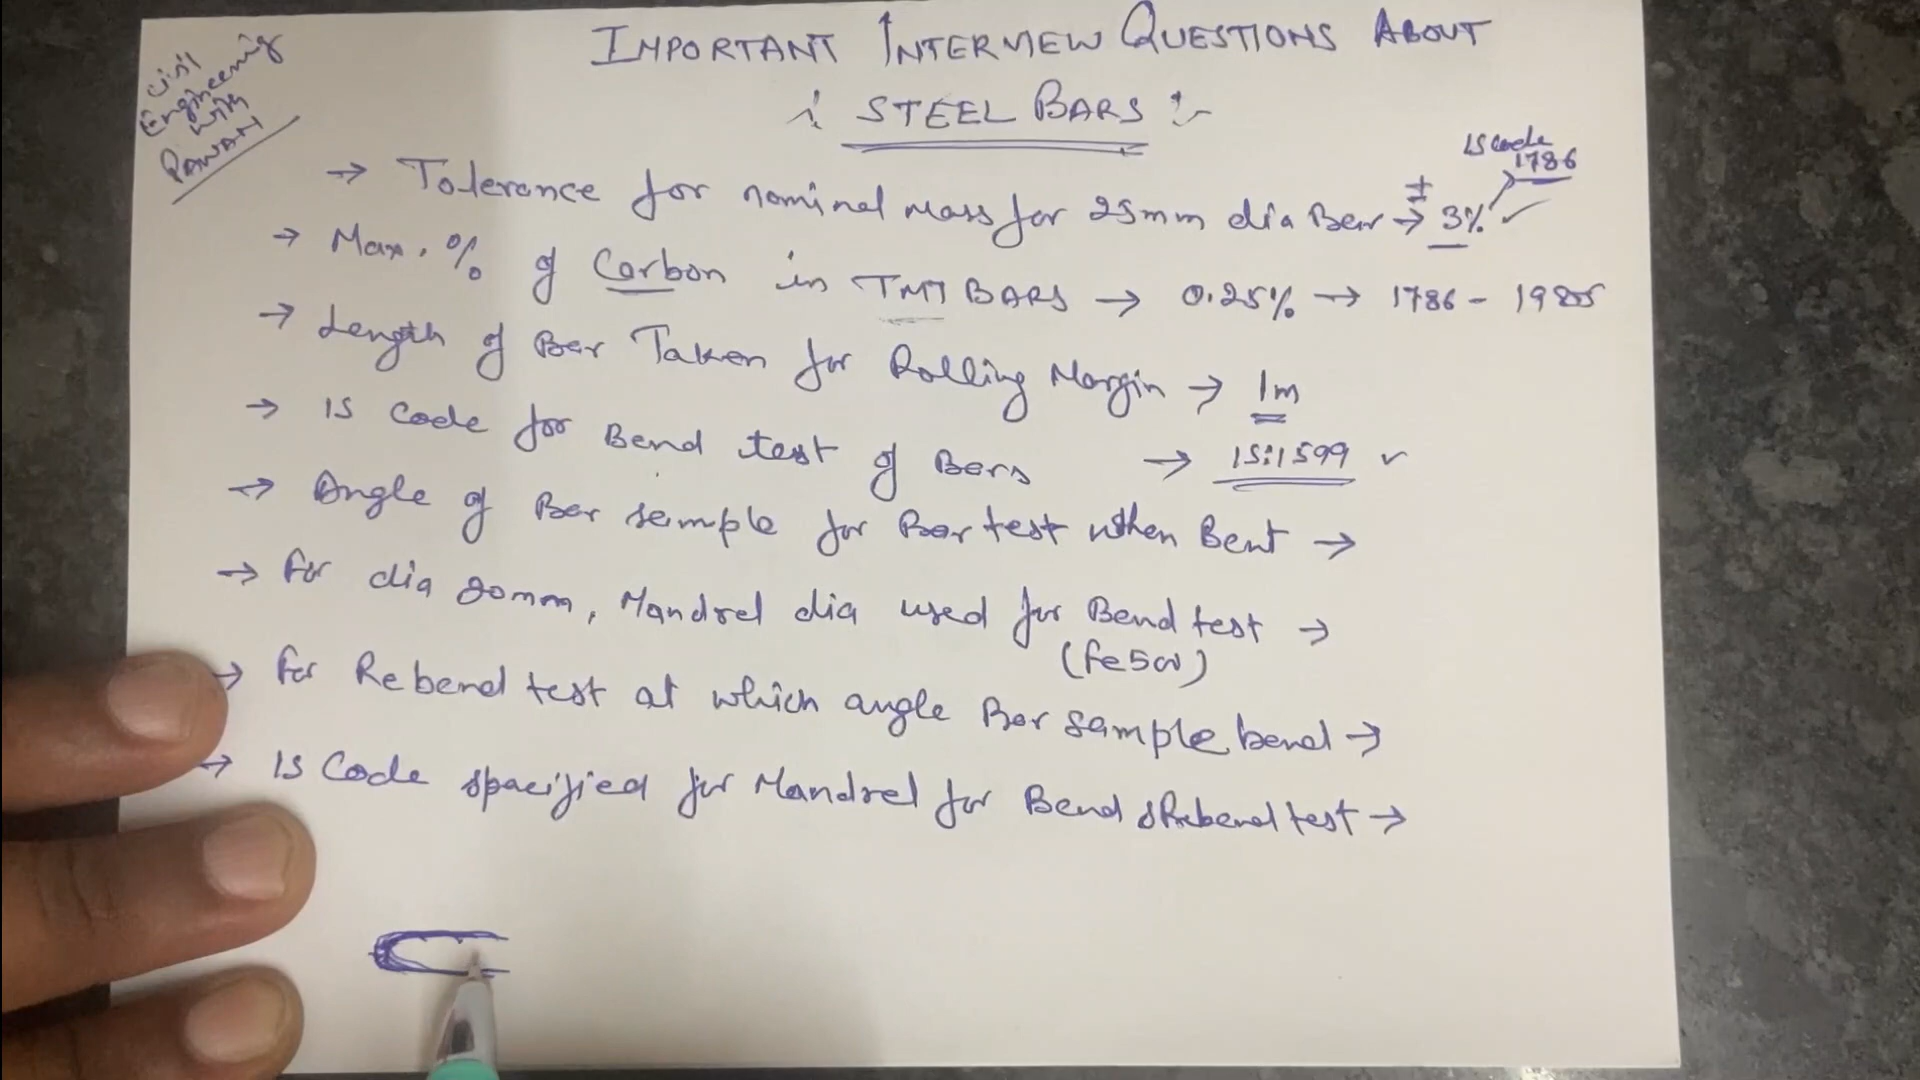 Civil
Engineering
with
PAWAN
IMPORTANT INTERVIEW QUESTIONS ABOUT
STEEL BARS :-
IS code
1786
→ Tolerance for nominal mass for 25mm dia Bar → ± 3% ✓
→ Max. % of Carbon in TMT BARS → 0.25% → 1786 -
→ Length of Bar Taken for Rolling Margin → 1m
→ IS Code for Bend test of Bars → IS:1599 ✓
→ Angle of Bar sample for Bar test when Bent →
→ for dia 20mm, Mandrel dia used for Bend test →
(fe500)
→ for Rebend test at which angle Bar sample bend →
→ IS Code specified for Mandrel for Bend & Rebend test →